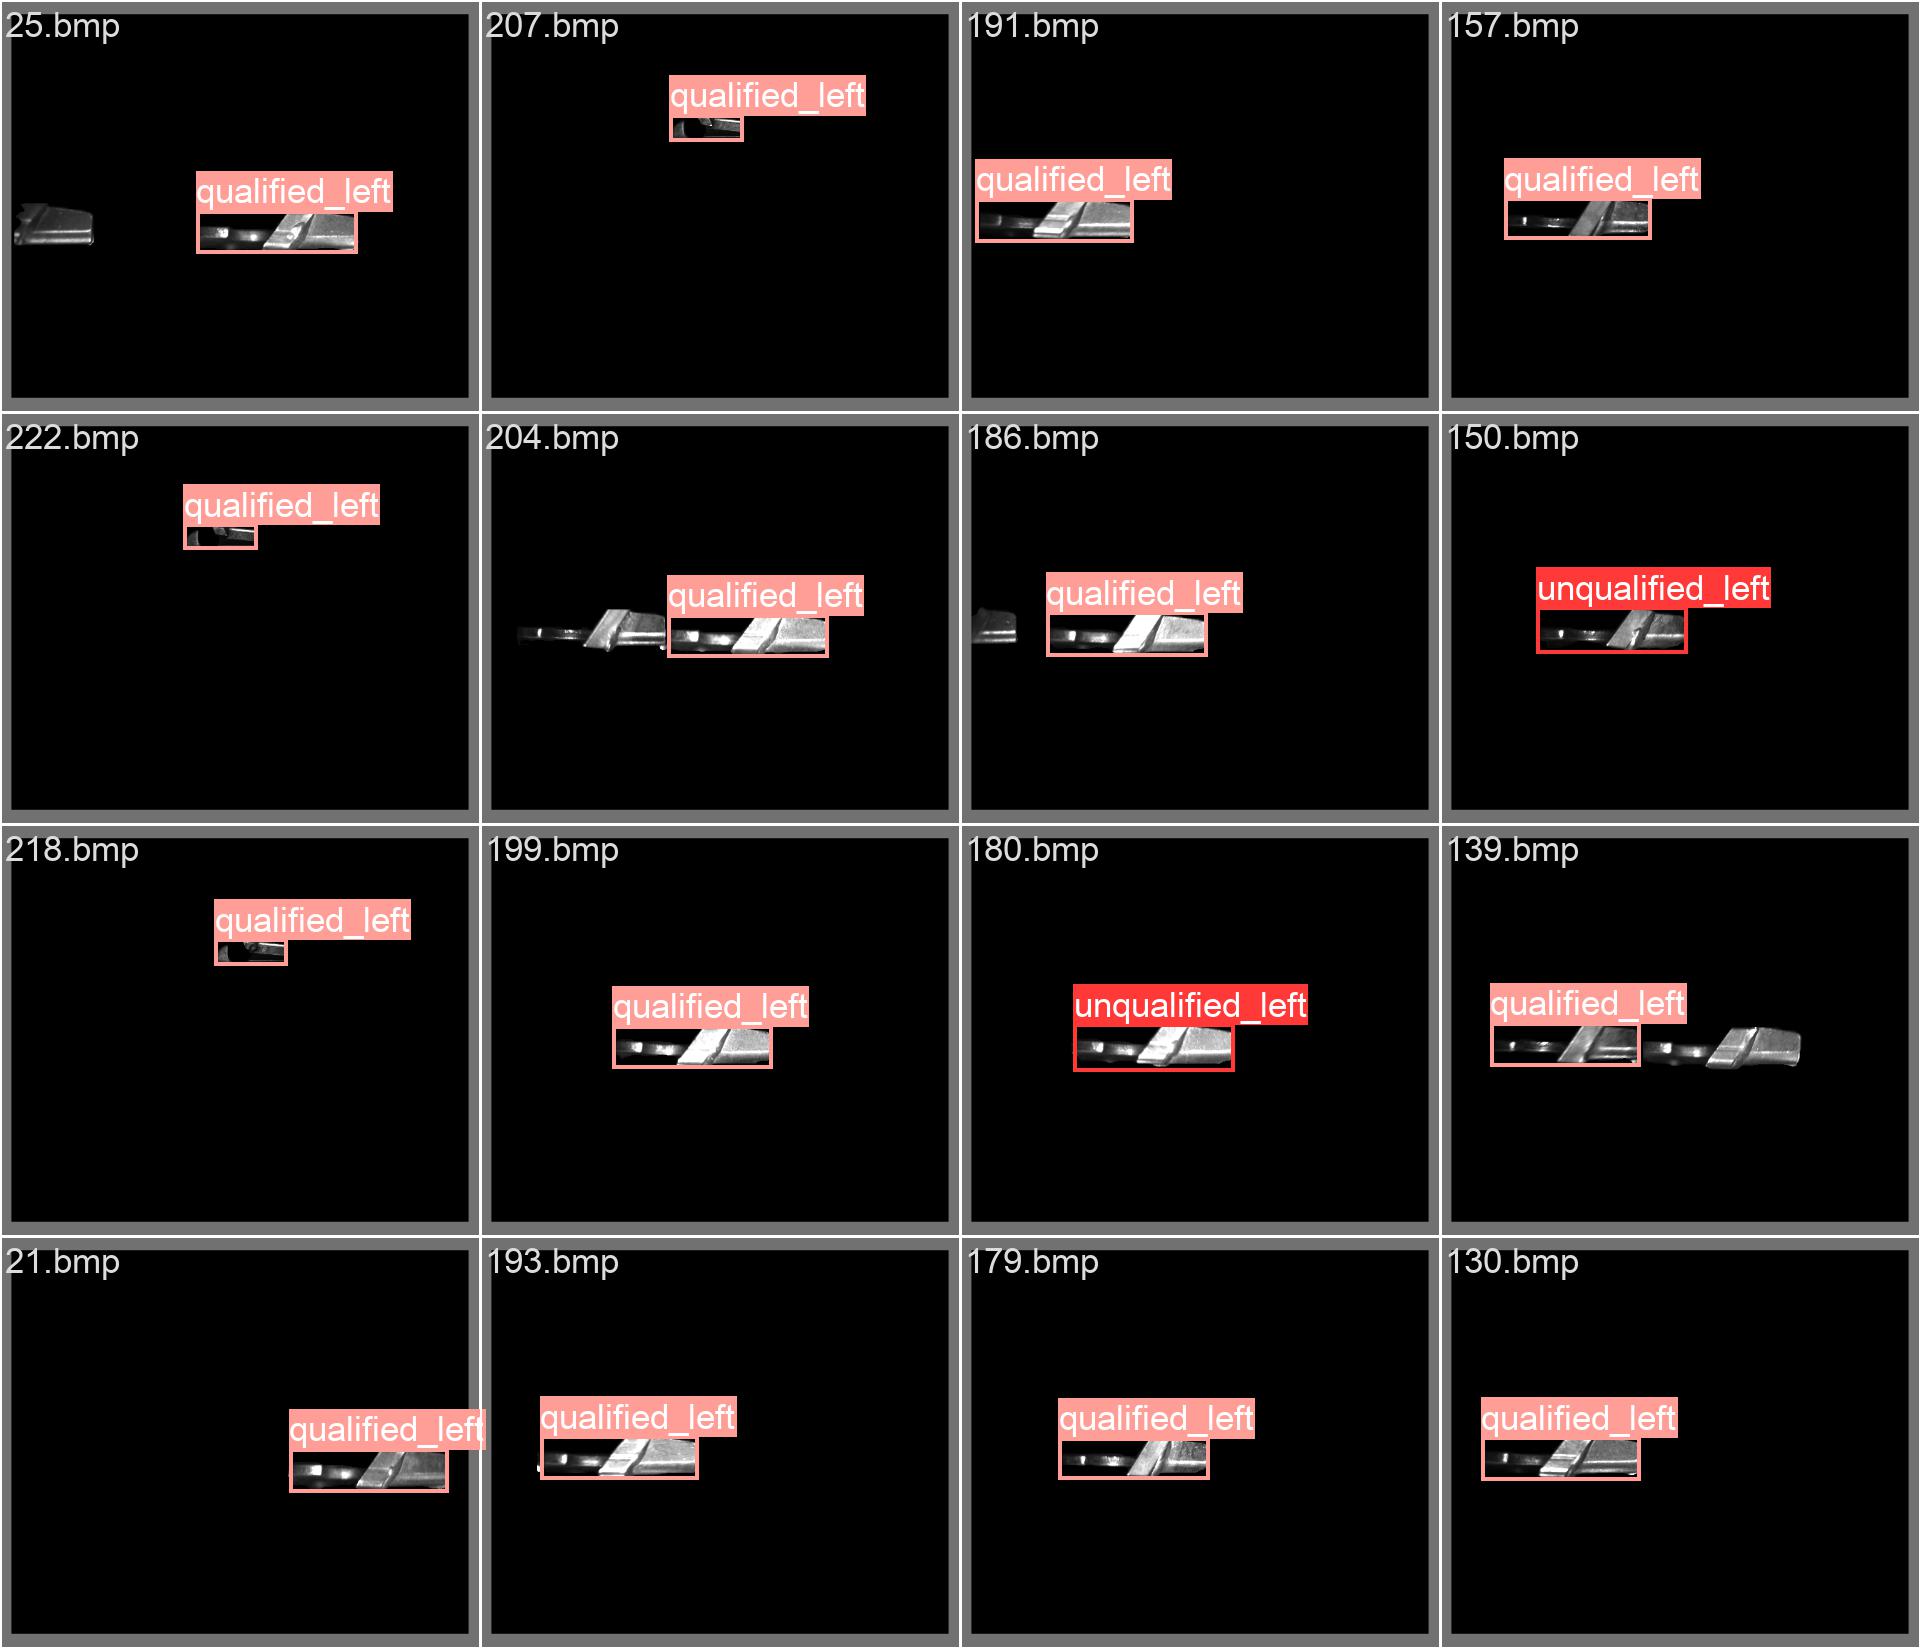 25.bmp
qualified_left
207.bmp
qualified_left
191.bmp
qualified_left
157.bmp
qualified_left
222.bmp
qualified_left
204.bmp
qualified_left
186.bmp
qualified_left
150.bmp
unqualified_left
218.bmp
qualified_left
199.bmp
qualified_left
180.bmp
unqualified_left
139.bmp
qualified_left
21.bmp
qualified_left
193.bmp
qualified_left
179.bmp
qualified_left
130.bmp
qualified_left